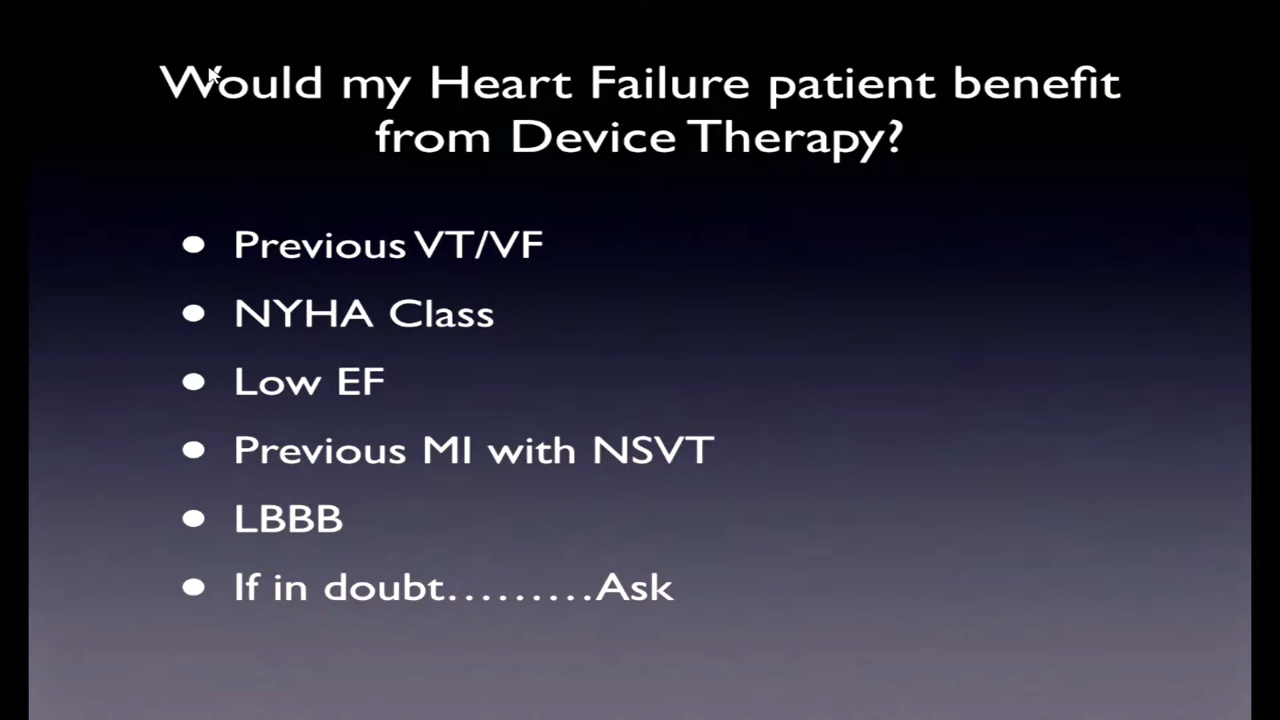 Would my Heart Failure patient benefit
from Device Therapy?
• Previous VT/VF
• NYHA Class
• Low EF
• Previous MI with NSVT
• LBBB
• If in doubt.........Ask